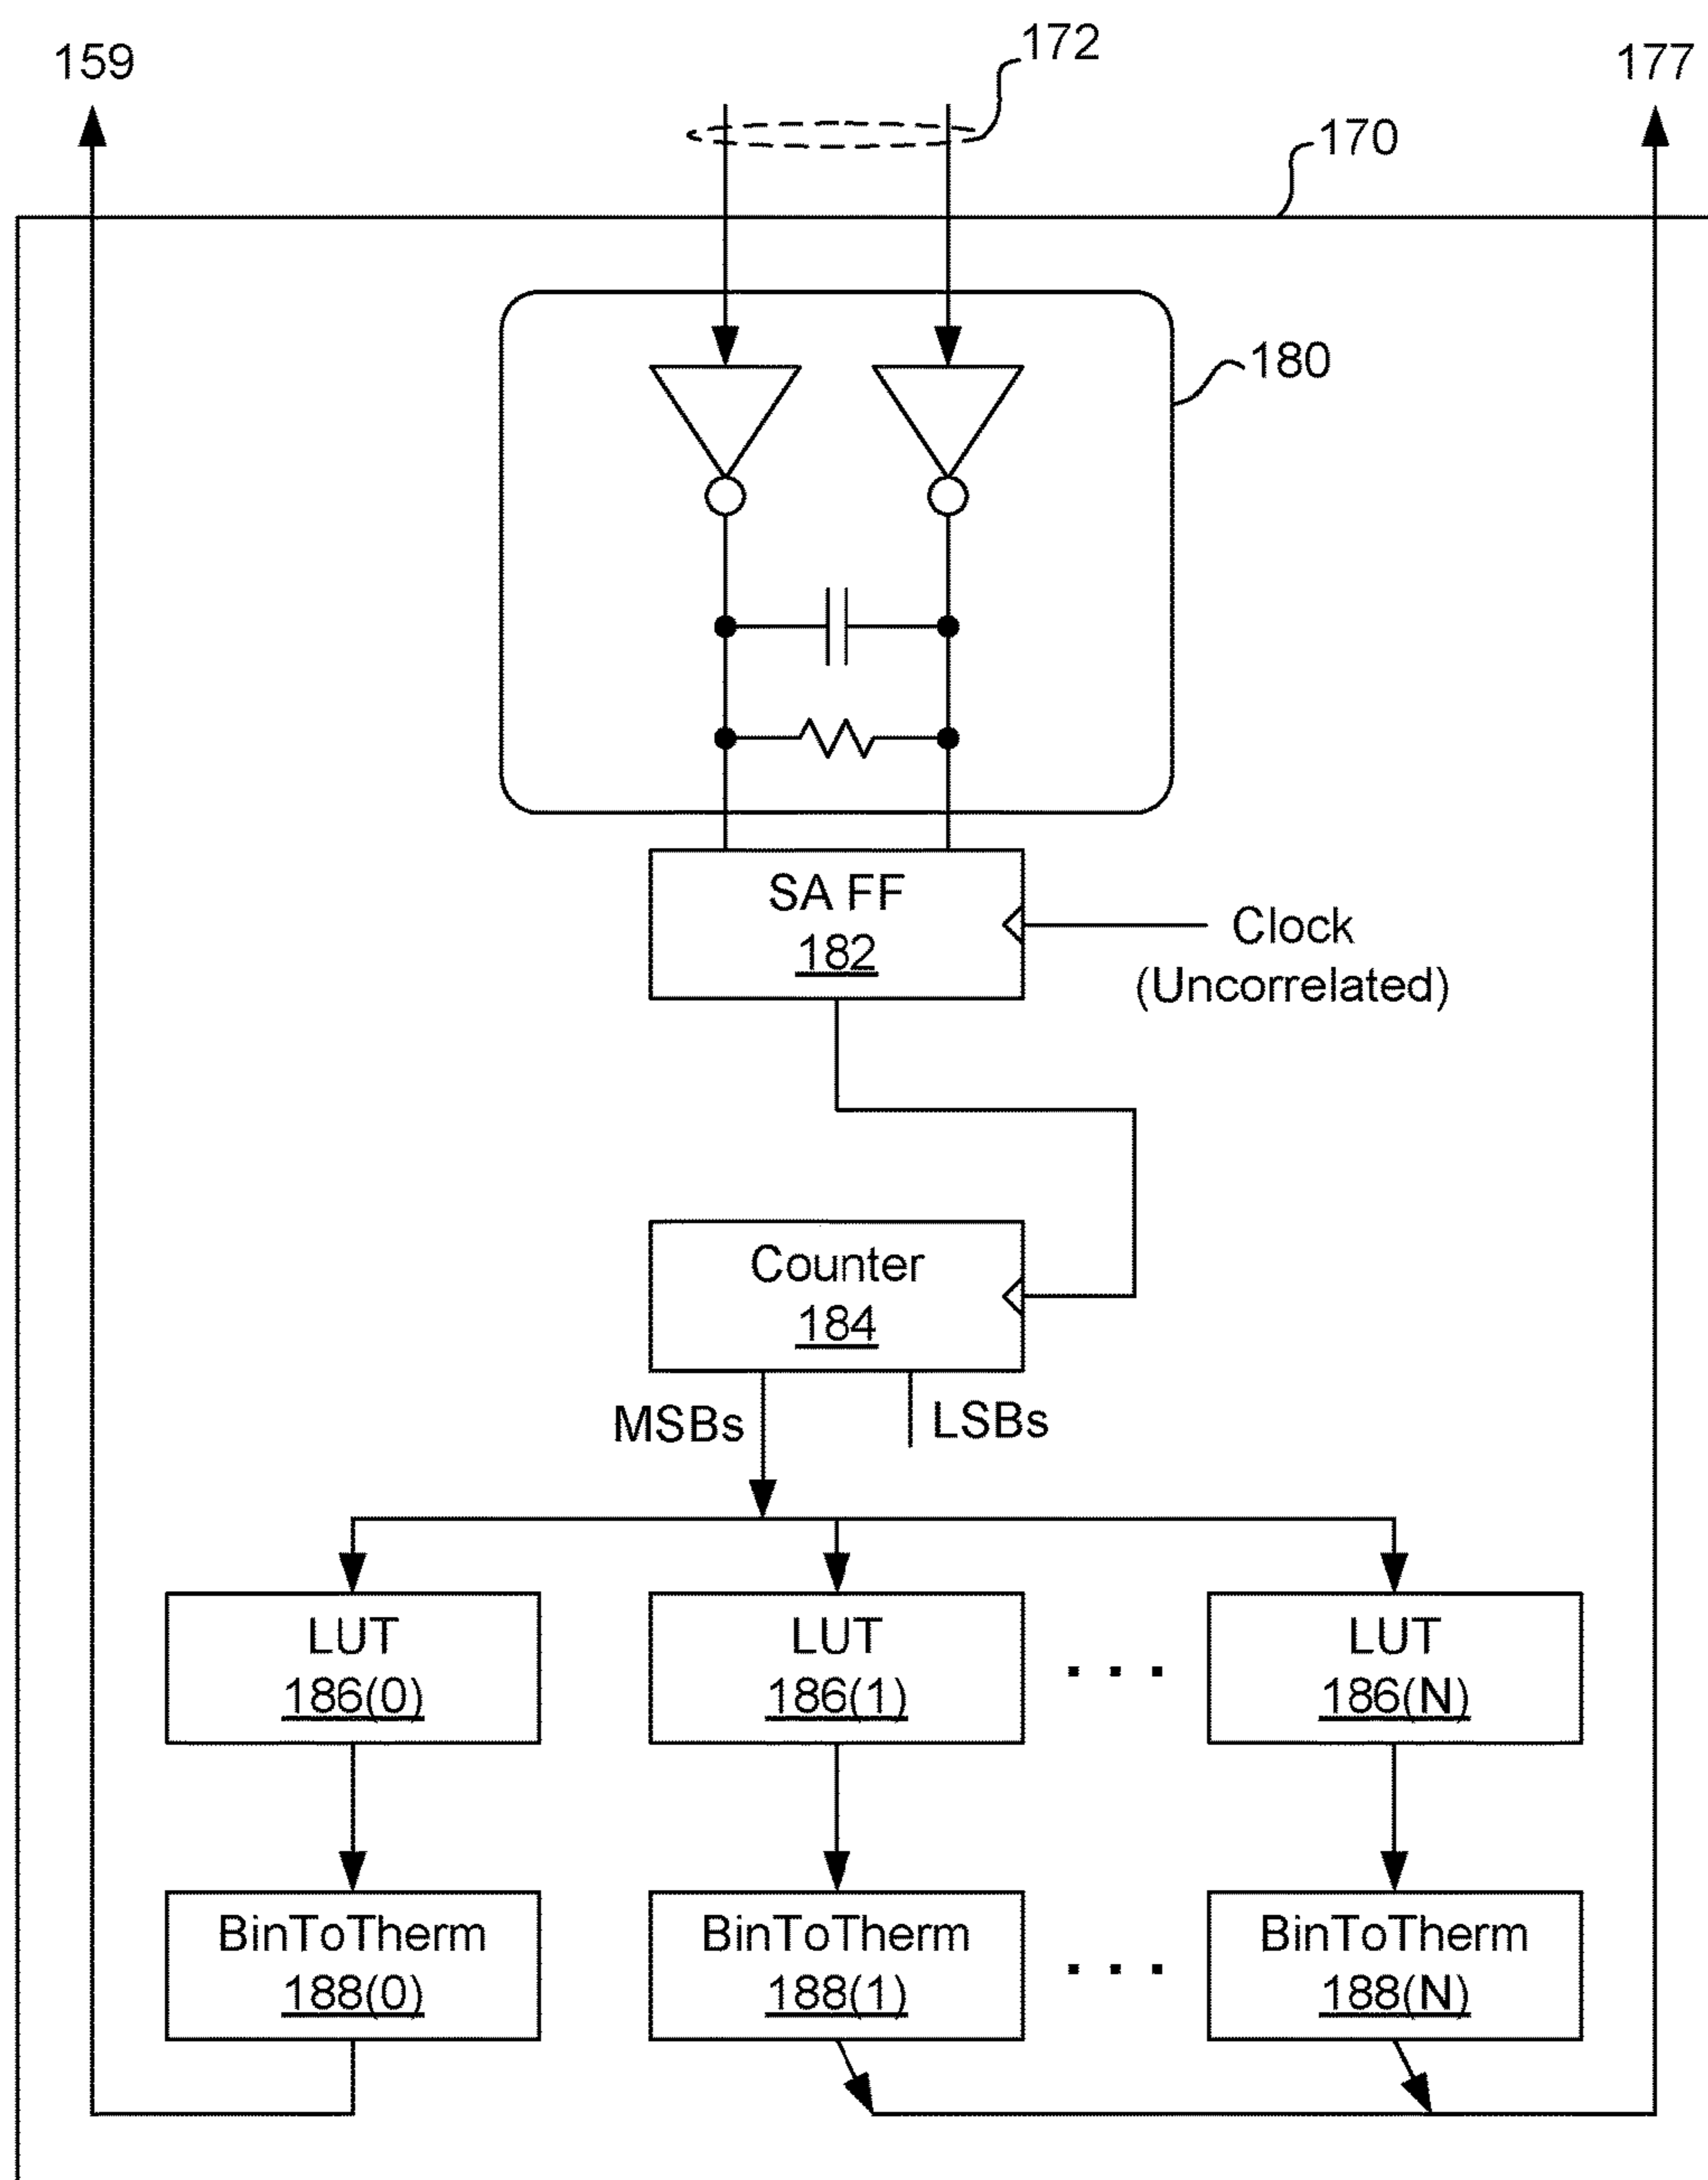 159
172
177
170
180
SA FF
182
Clock
(Uncorrelated)
Counter
184
MSBs
LSBs
LUT
186(0)
LUT
186(1)
. . .
LUT
186(N)
BinToTherm
188(0)
BinToTherm
188(1)
. . .
BinToTherm
188(N)